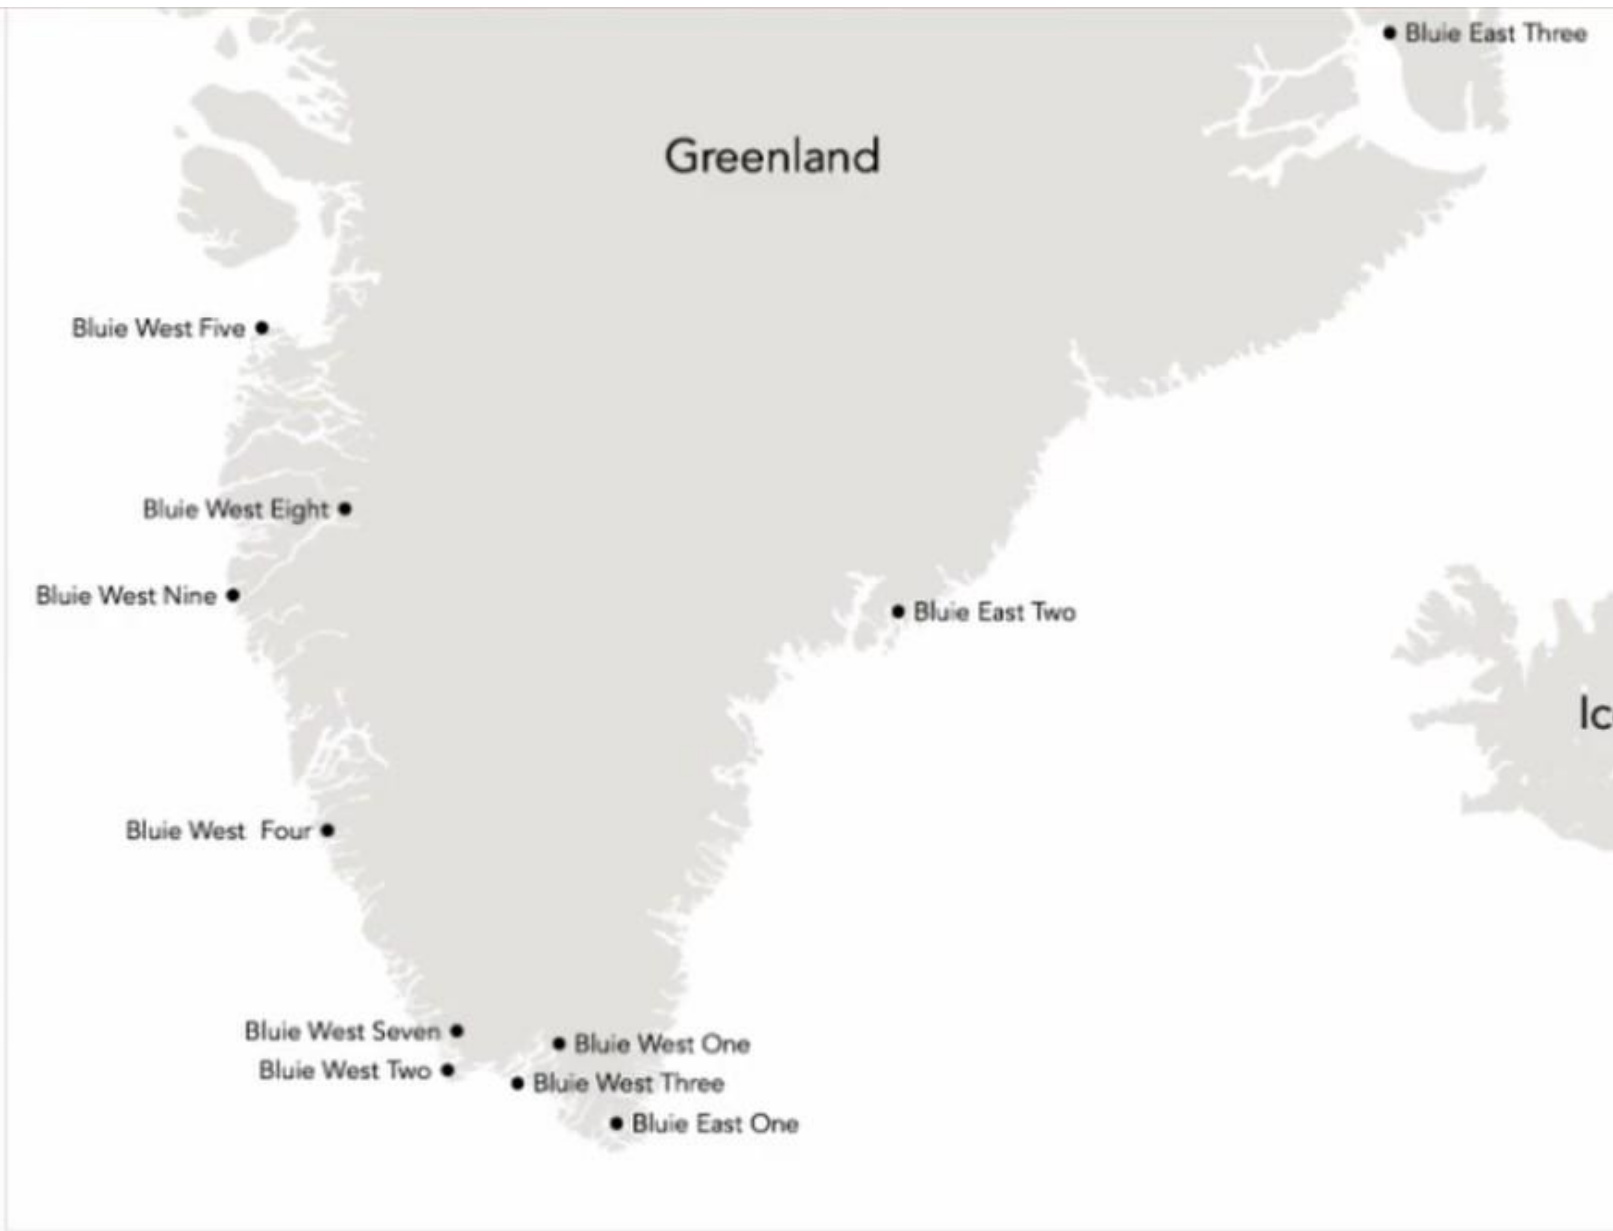 Bluie East Three
Greenland
Bluie West Five
Bluie West Eight
Bluie West Nine
Bluie East Two
Ic
Bluie West Four
Bluie West Seven
Bluie West One
Bluie West Two
Bluie West Three
Bluie East One